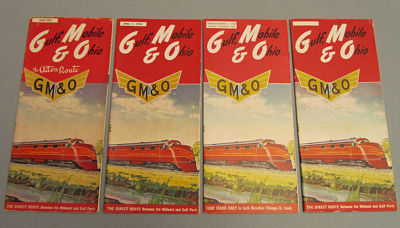 Gulf, Mobile
& Ohio
the Alton Route
GM&O
THE DIRECT ROUTE Between the Midwest and Gulf Ports
Gulf, Mobile
& Ohio
GM&O
THE DIRECT ROUTE Between the Midwest and Gulf Ports
Gulf, Mobile
& Ohio
GM&O
FOUR TRAINS DAILY In Each Direction Chicago-St. Louis
Gulf, Mobile
& Ohio
GM&O
THE DIRECT ROUTE Between the Midwest and Gulf Ports